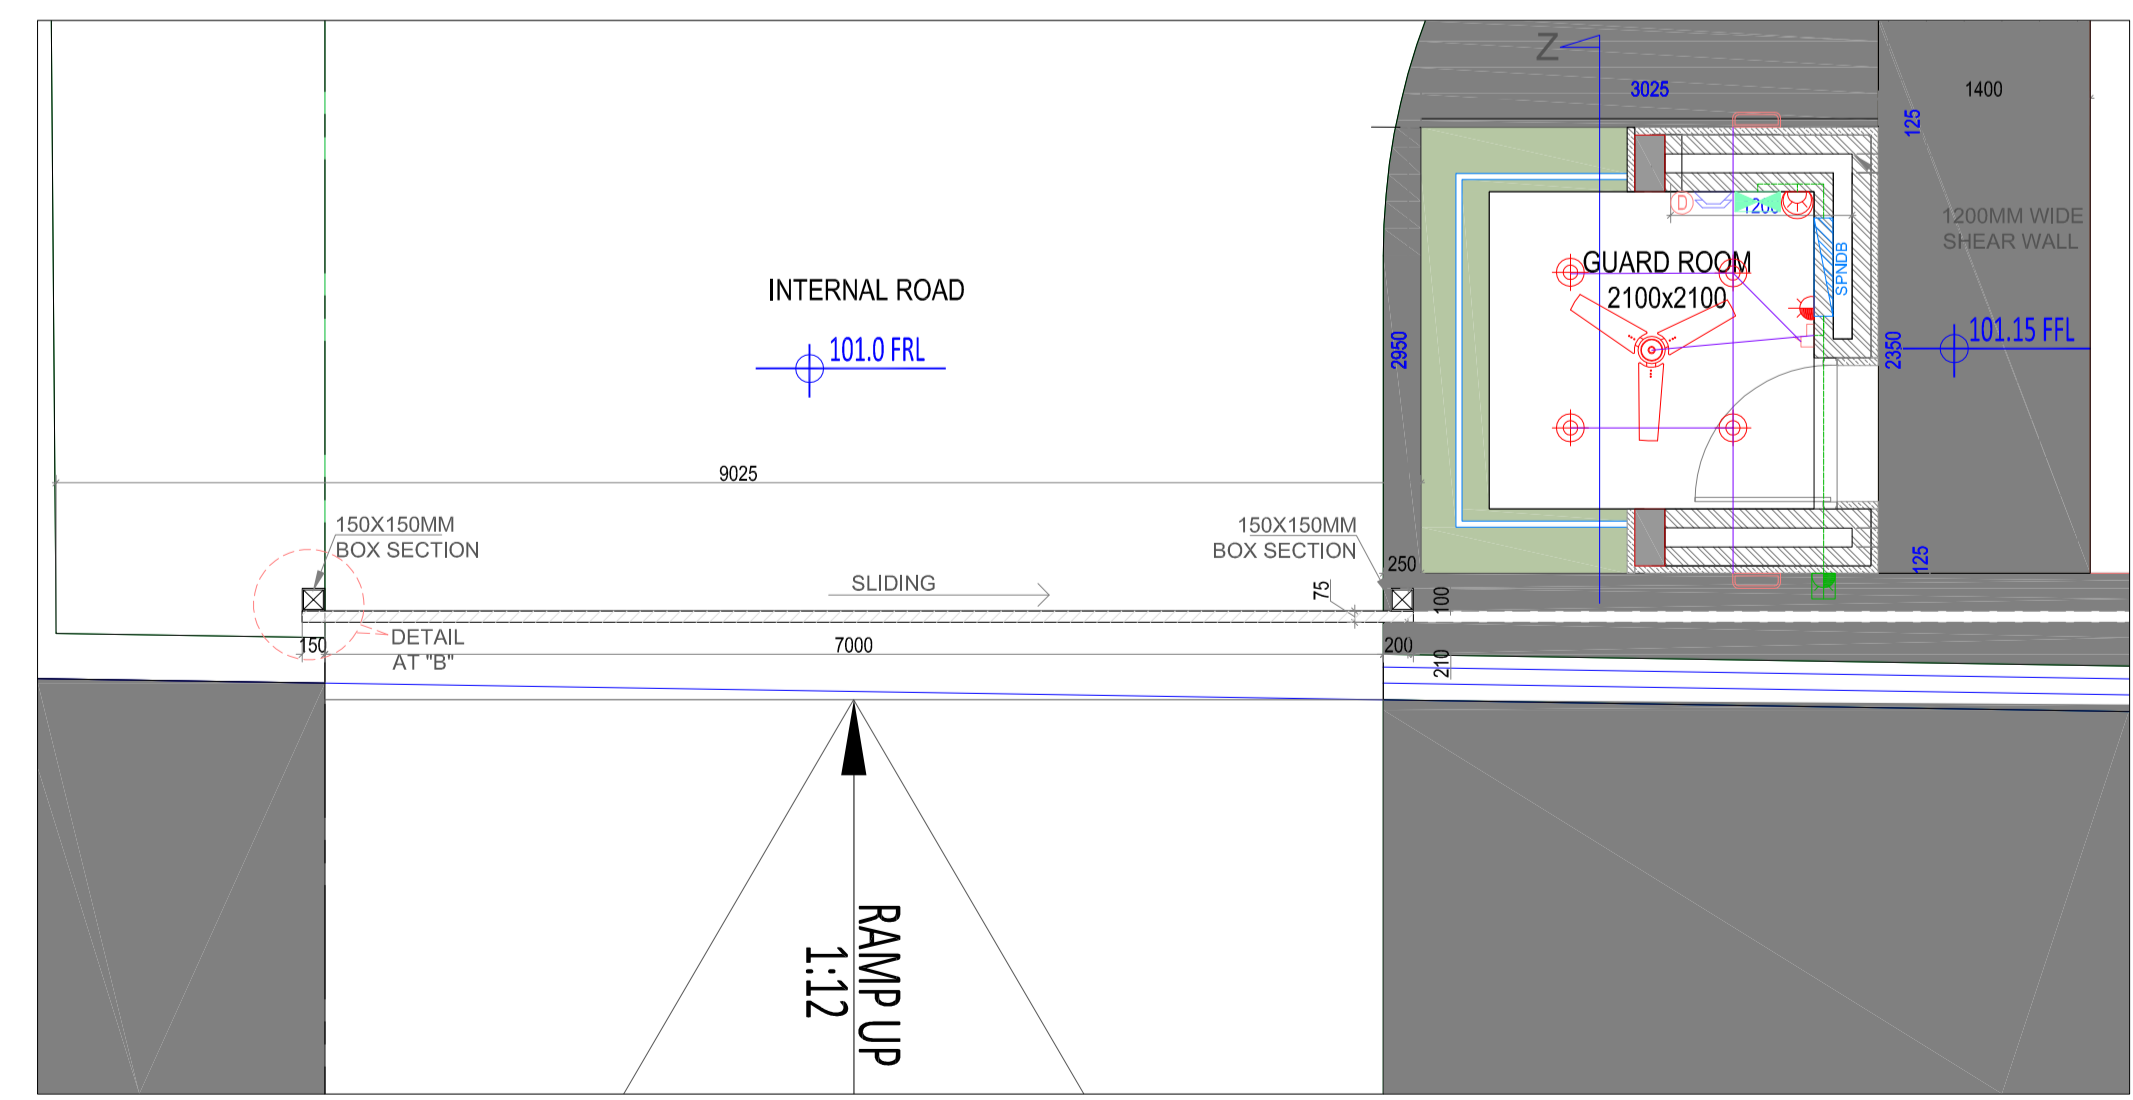 Z
3025
1400
125
1200MM WIDE
SHEAR WALL
D
1200
SPNDB
GUARD ROOM
2100x2100
INTERNAL ROAD
101.0 FRL
2950
2350
101.15 FFL
9025
150X150MM
BOX SECTION
150X150MM
BOX SECTION
SLIDING
250
75
100
125
DETAIL
AT "B"
150
7000
200
210
RAMP UP
1:12